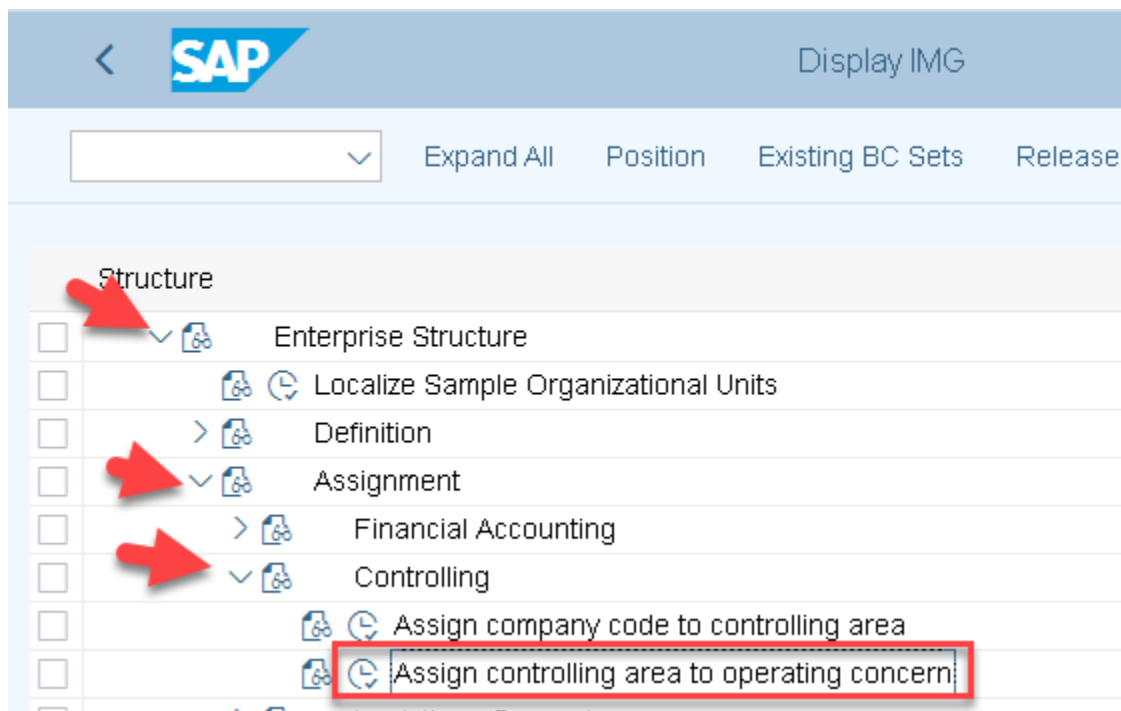 SAP
Display IMG
Expand All Position Existing BC Sets Release
Structure
Enterprise Structure
Localize Sample Organizational Units
Definition
Assignment
Financial Accounting
Controlling
Assign company code to controlling area
Assign controlling area to operating concern